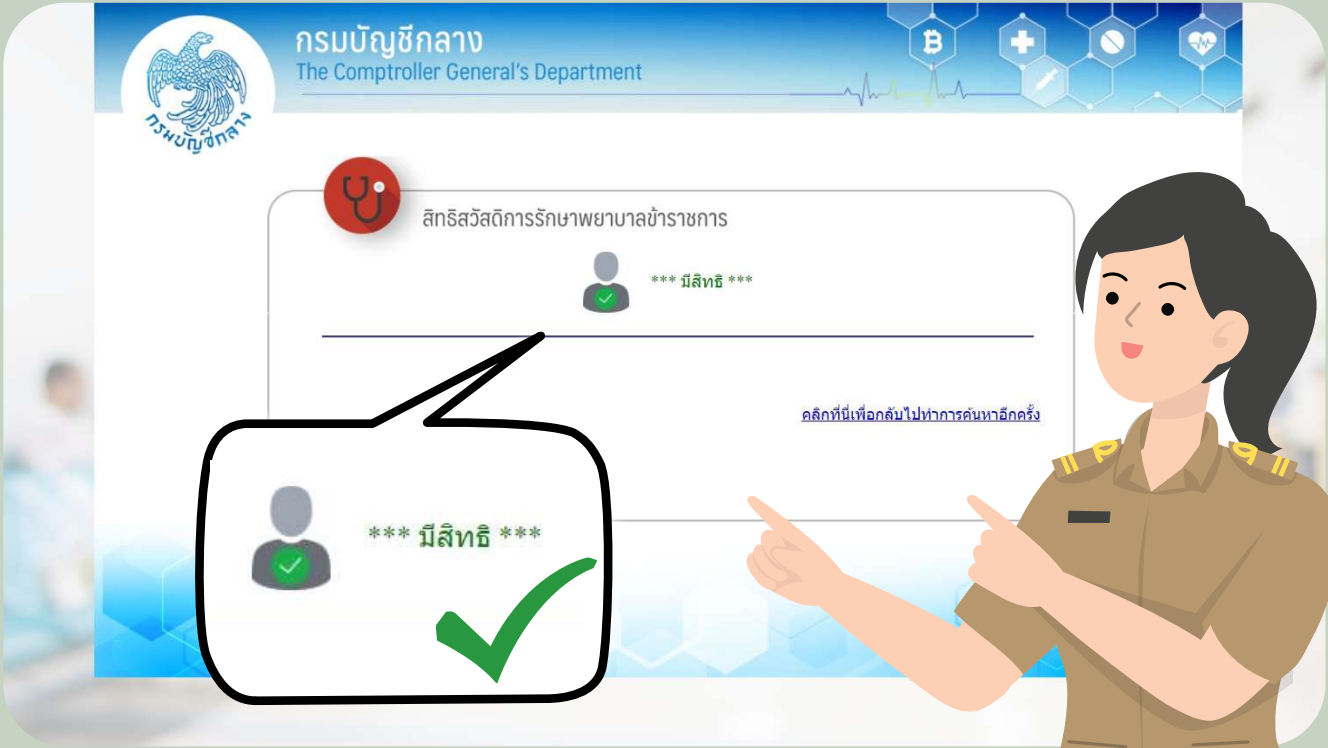 กรมบัญชีกลาง
The Comptroller General's Department
กรมบัญชีกลาง
สิทธิสวัสดิการรักษาพยาบาลข้าราชการ
*** มีสิทธิ ***
คลิกที่นี่เพื่อกลับไปทำการค้นหาอีกครั้ง
*** มีสิทธิ ***